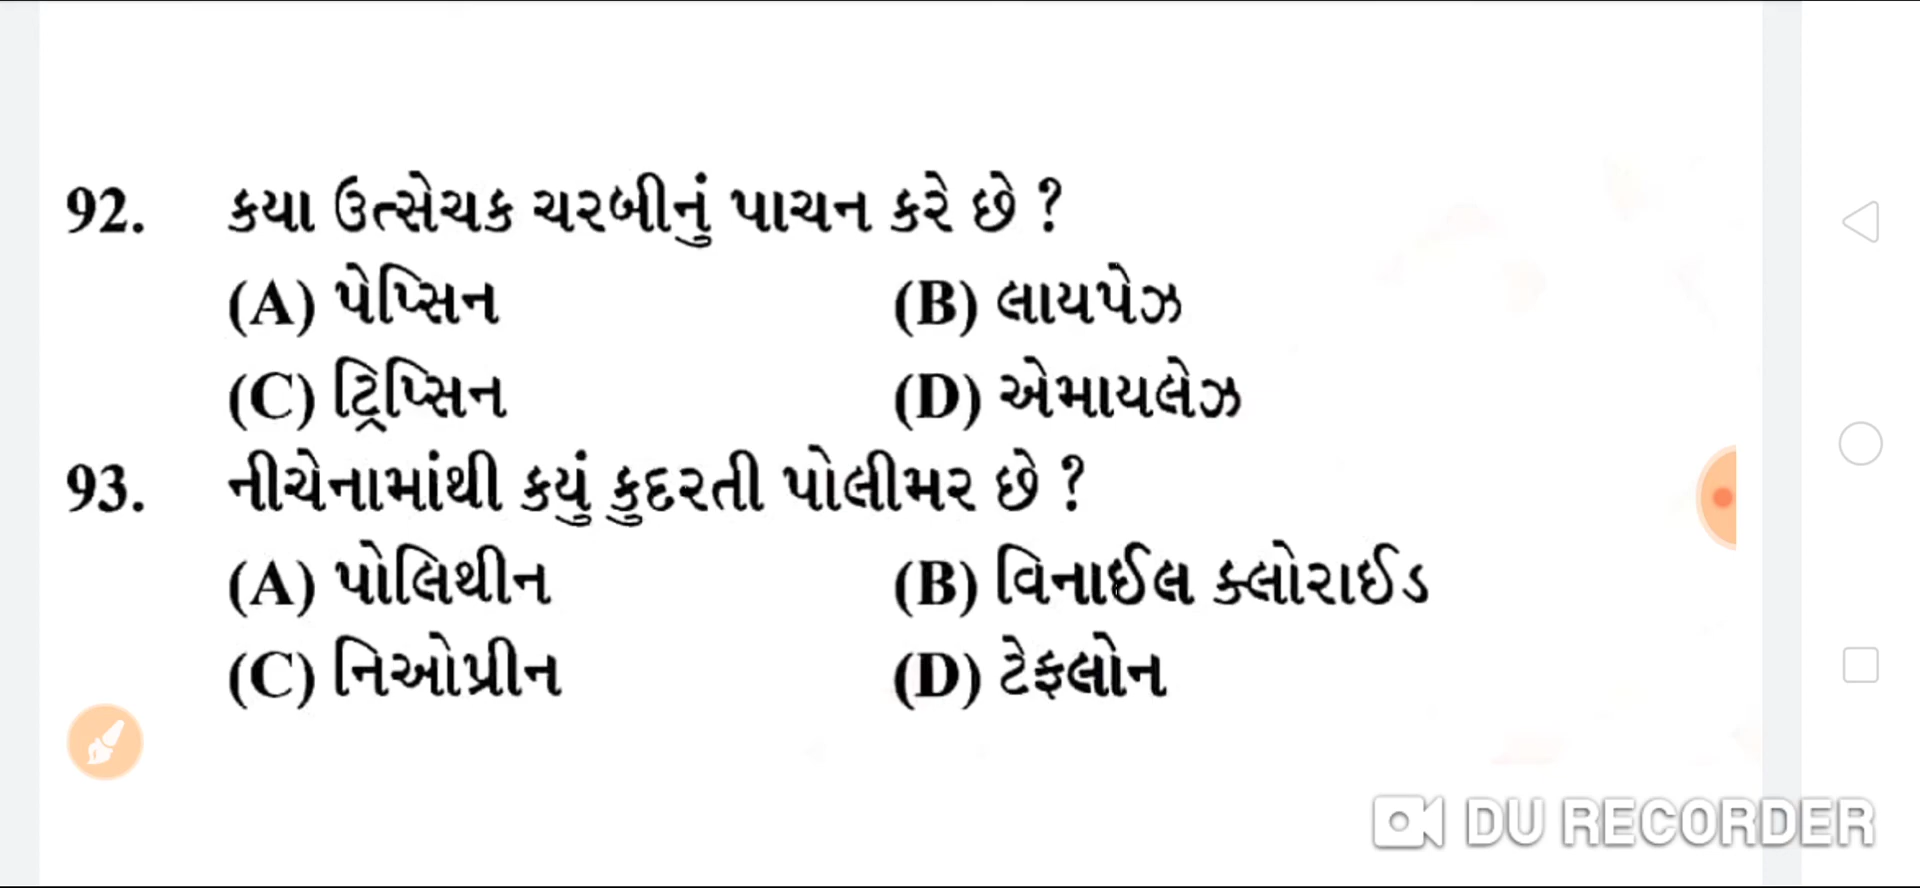 92. કયા ઉત્સેચક ચરબીનું પાચન કરે છે ?
(A) પેપ્સિન (B) લાયપેઝ
(C) ટ્રિપ્સિન (D) એમાયલેઝ
93. નીચેનામાંથી કયું કુદરતી પોલીમર છે ?
(A) પોલિથીન (B) વિનાઈલ ક્લોરાઈડ
(C) નિઓપ્રીન (D) ટેફલોન
DU RECORDER